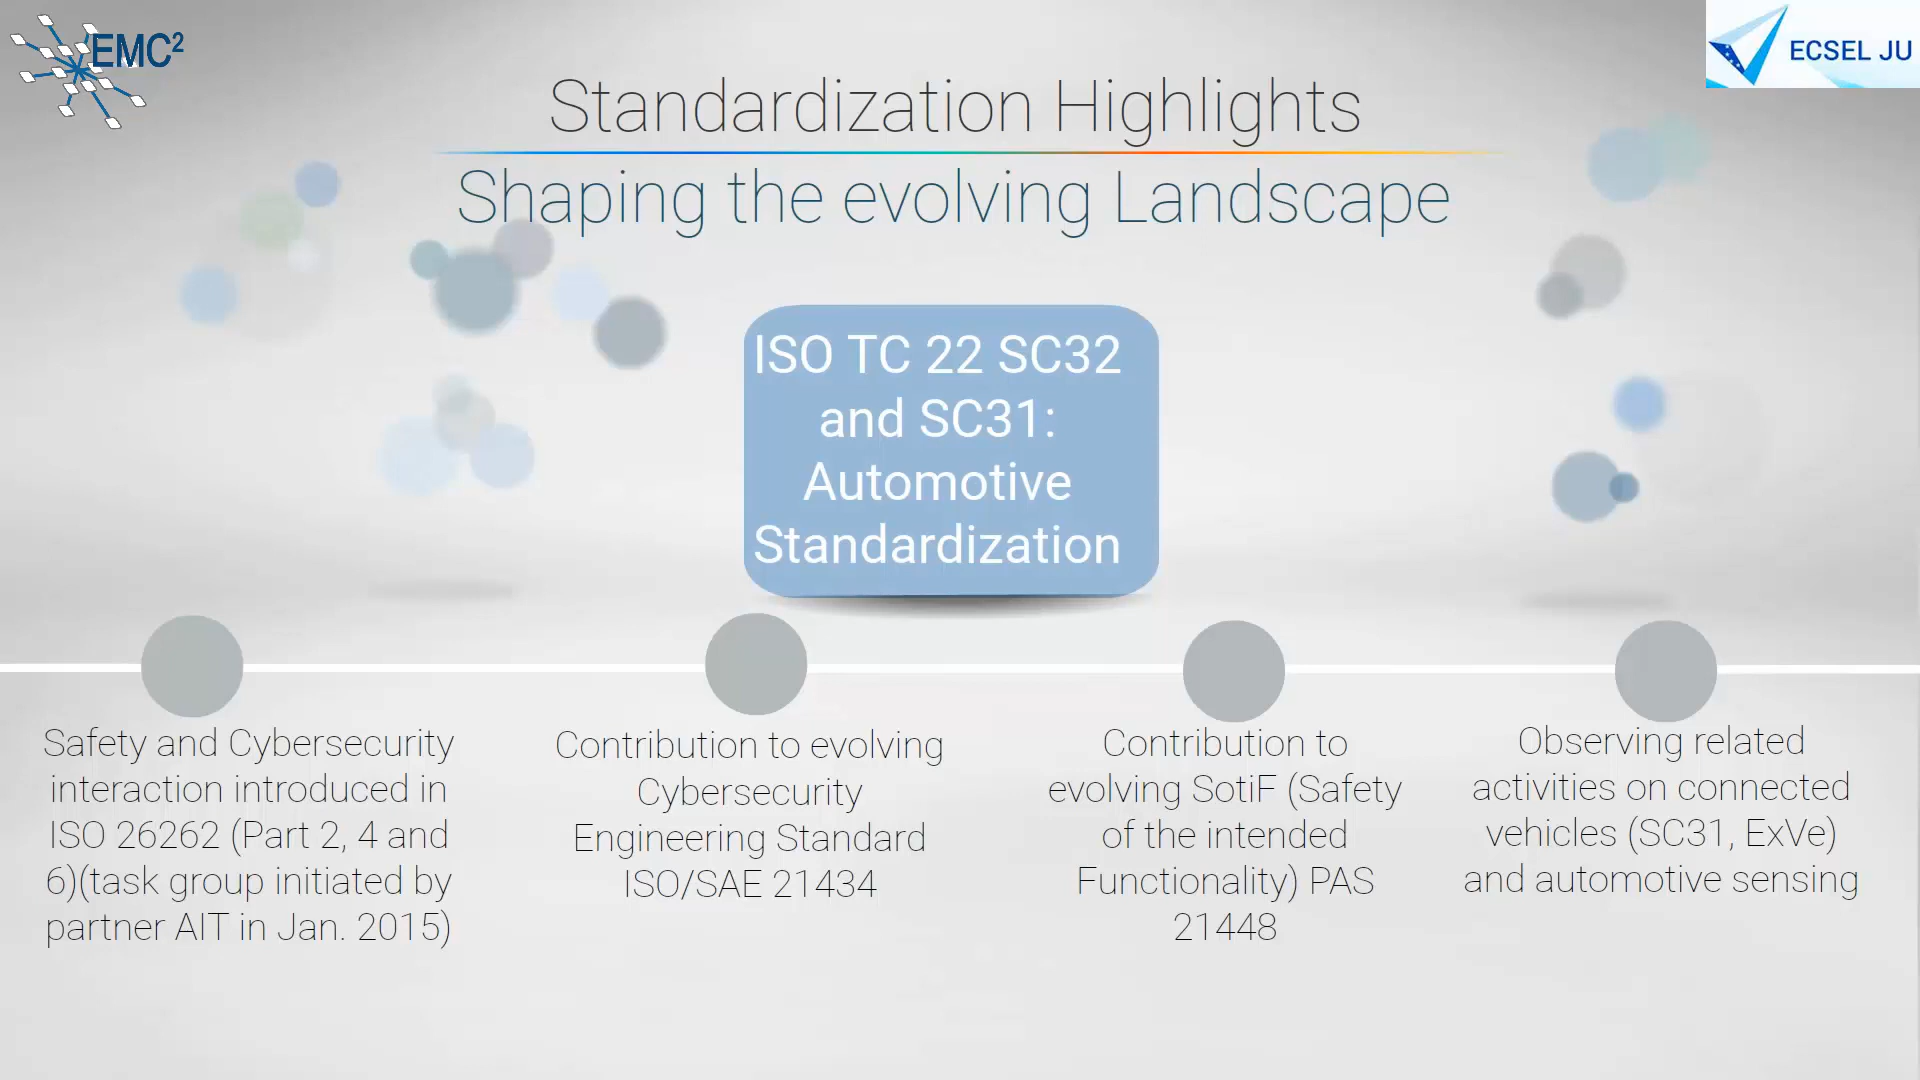 EMC²
ECSEL JU
Standardization Highlights
Shaping the evolving Landscape
ISO TC 22 SC32
and SC31:
Automotive
Standardization
Safety and Cybersecurity
interaction introduced in
ISO 26262 (Part 2, 4 and
6)(task group initiated by
partner AIT in Jan. 2015)
Contribution to evolving
Cybersecurity
Engineering Standard
ISO/SAE 21434
Contribution to
evolving SotiF (Safety
of the intended
Functionality) PAS
21448
Observing related
activities on connected
vehicles (SC31, ExVe)
and automotive sensing